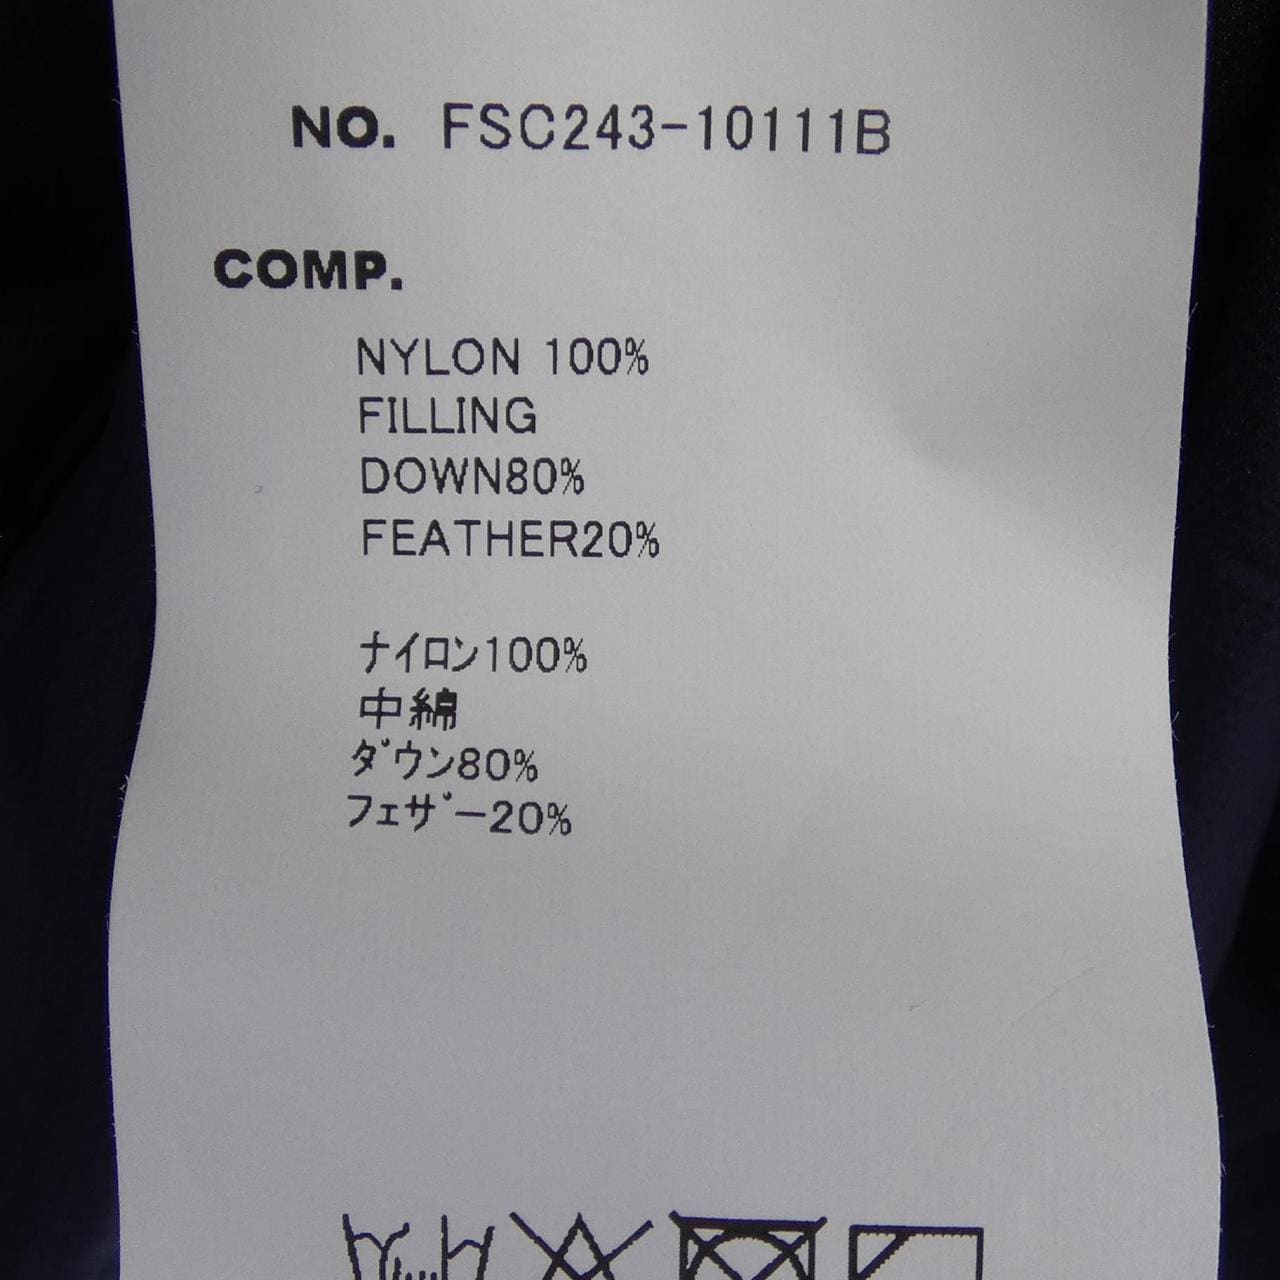 NO. FSC243-10111B
COMP.
NYLON 100%
FILLING
DOWN80%
FEATHER20%
ナイロン100%
中綿
ダウン80%
フェザー20%